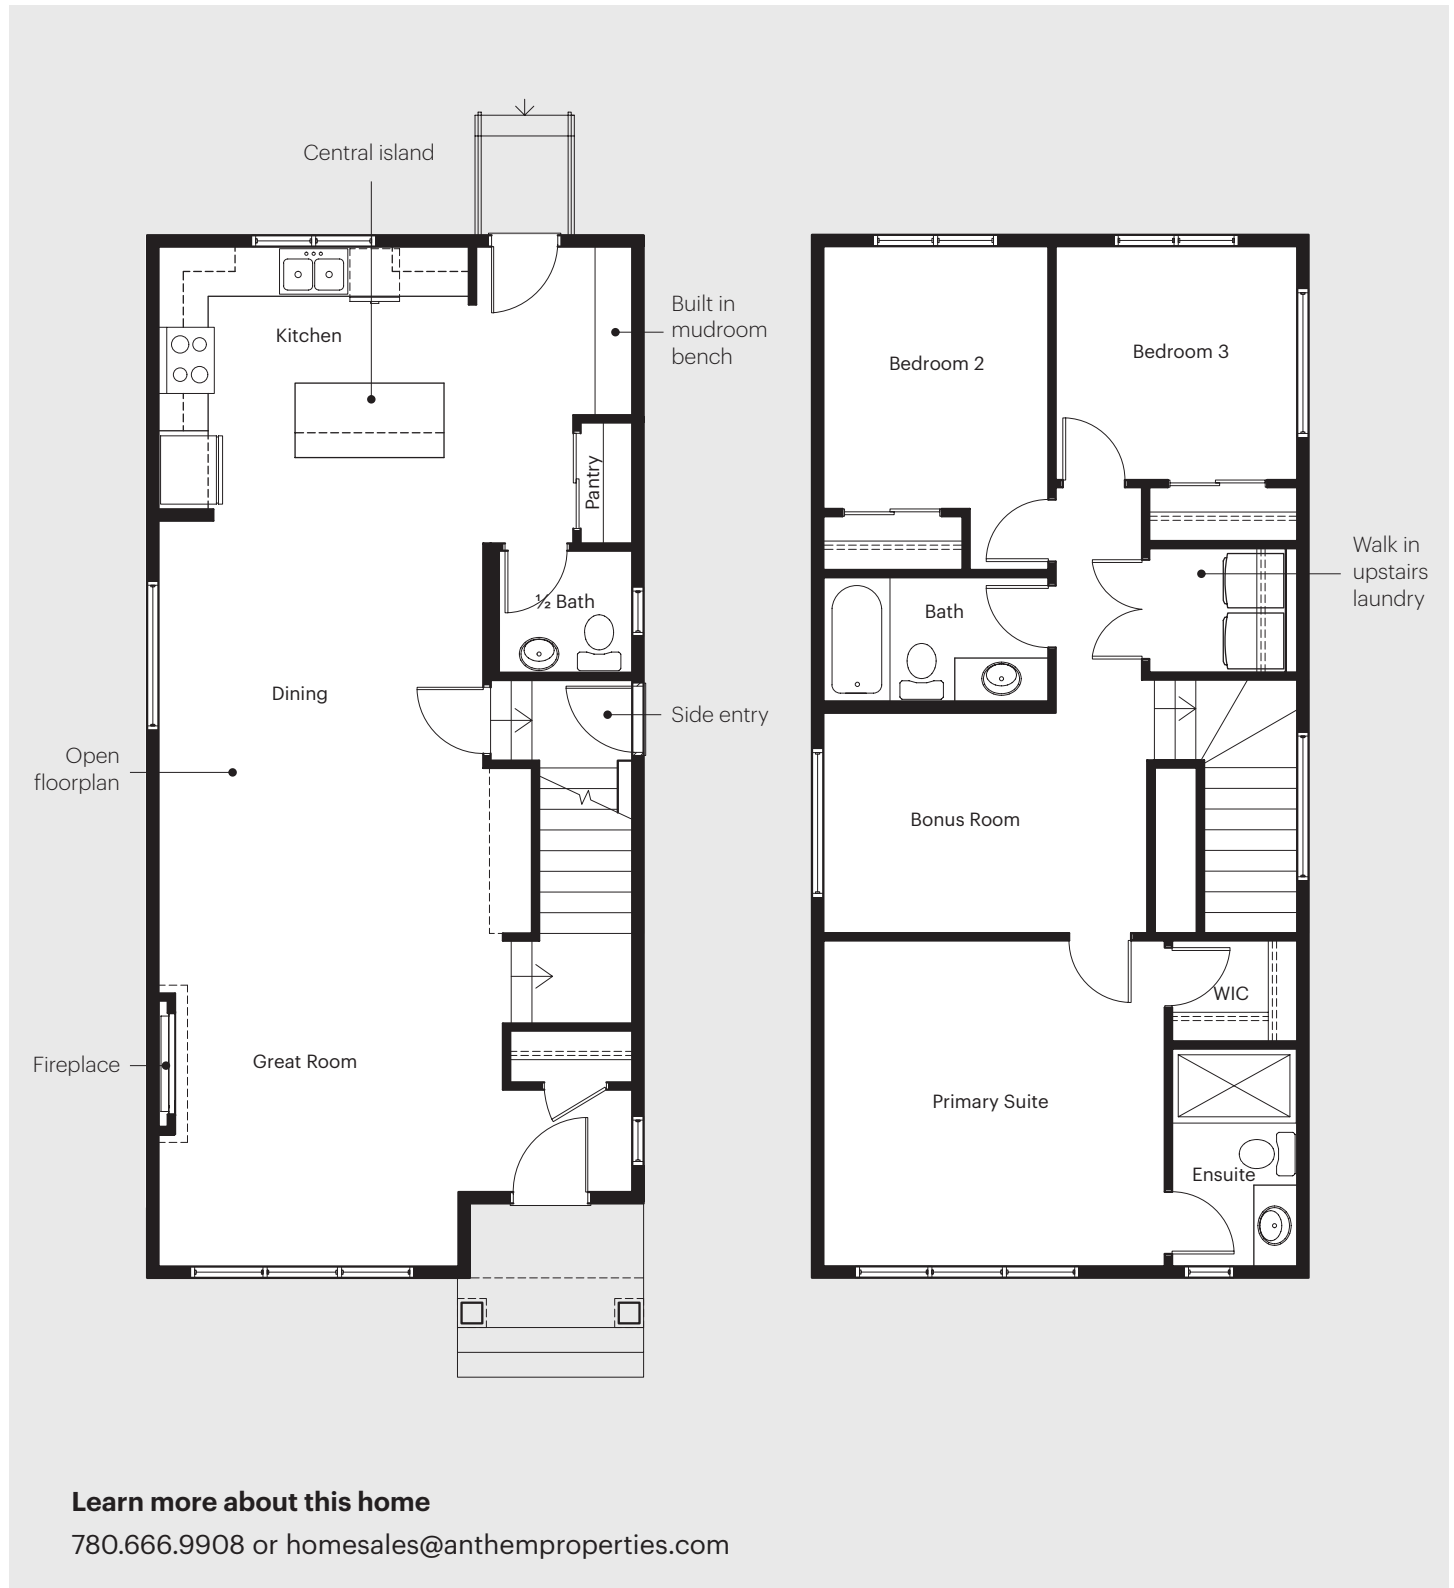 Central island
Kitchen
Built in
mudroom
bench
Pantry
½ Bath
Dining
Side entry
Open
floorplan
Fireplace
Great Room
Bedroom 2
Bedroom 3
Walk in
upstairs
laundry
Bath
Bonus Room
WIC
Primary Suite
Ensuite
Learn more about this home
780.666.9908 or homesales@anthemproperties.com